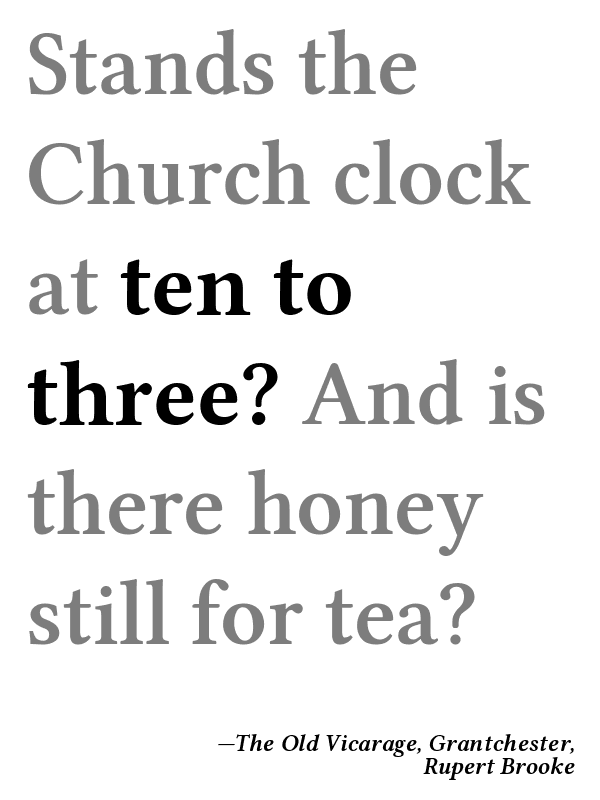 Stands the
Church clock
at ten to
three? And is
there honey
still for tea?
—The Old Vicarage, Grantchester,
Rupert Brooke